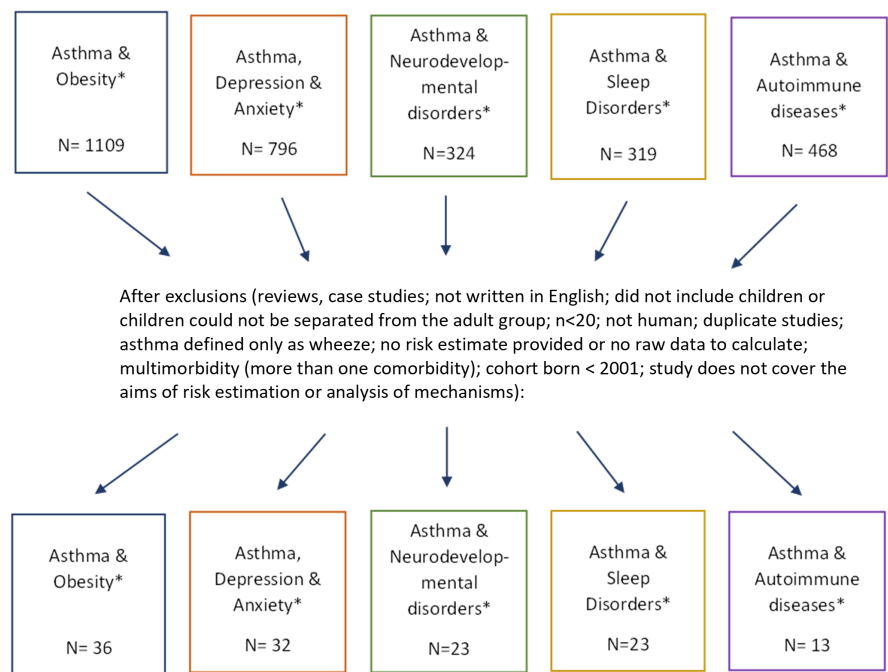 Asthma &
Obesity*
N= 1109
Asthma,
Depression &
Anxiety*
N= 796
Asthma &
Neurodevelop-
mental
disorders*
N=324
Asthma &
Sleep
Disorders*
N= 319
Asthma &
Autoimmune
diseases*
N= 468
After exclusions (reviews, case studies; not written in English; did not include children or
children could not be separated from the adult group; n<20; not human; duplicate studies;
asthma defined only as wheeze; no risk estimate provided or no raw data to calculate;
multimorbidity (more than one comorbidity); cohort born < 2001; study does not cover the
aims of risk estimation or analysis of mechanisms):
Asthma &
Obesity*
N= 36
Asthma,
Depression &
Anxiety*
N= 32
Asthma &
Neurodevelop-
mental
disorders*
N=23
Asthma &
Sleep
Disorders*
N=23
Asthma &
Autoimmune
diseases*
N= 13